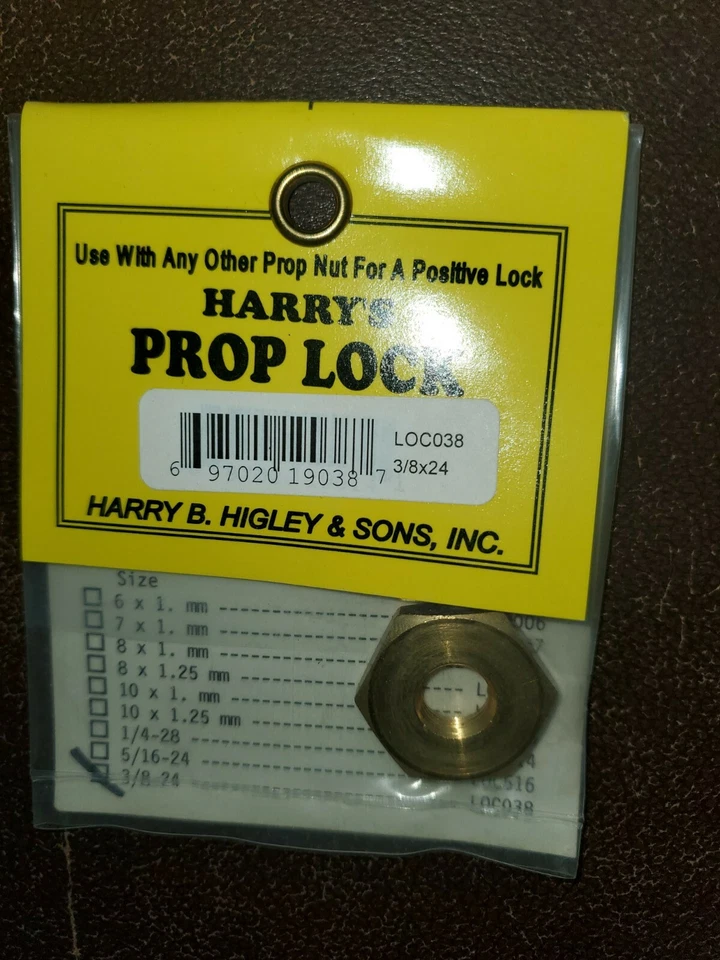 Use With Any Other Prop Nut For A Positive Lock
HARRY'S
PROP LOCK
LOC038
6 97020 19038 7
3/8x24
HARRY B. HIGLEY & SONS, INC.
Size
6 x 1. mm
7 x 1. mm
8 x 1. mm
8 x 1.25 mm
10 x 1. mm
10 x 1.25 mm
1/4-28
5/16-24 LOC516
3/8-24 LOC038